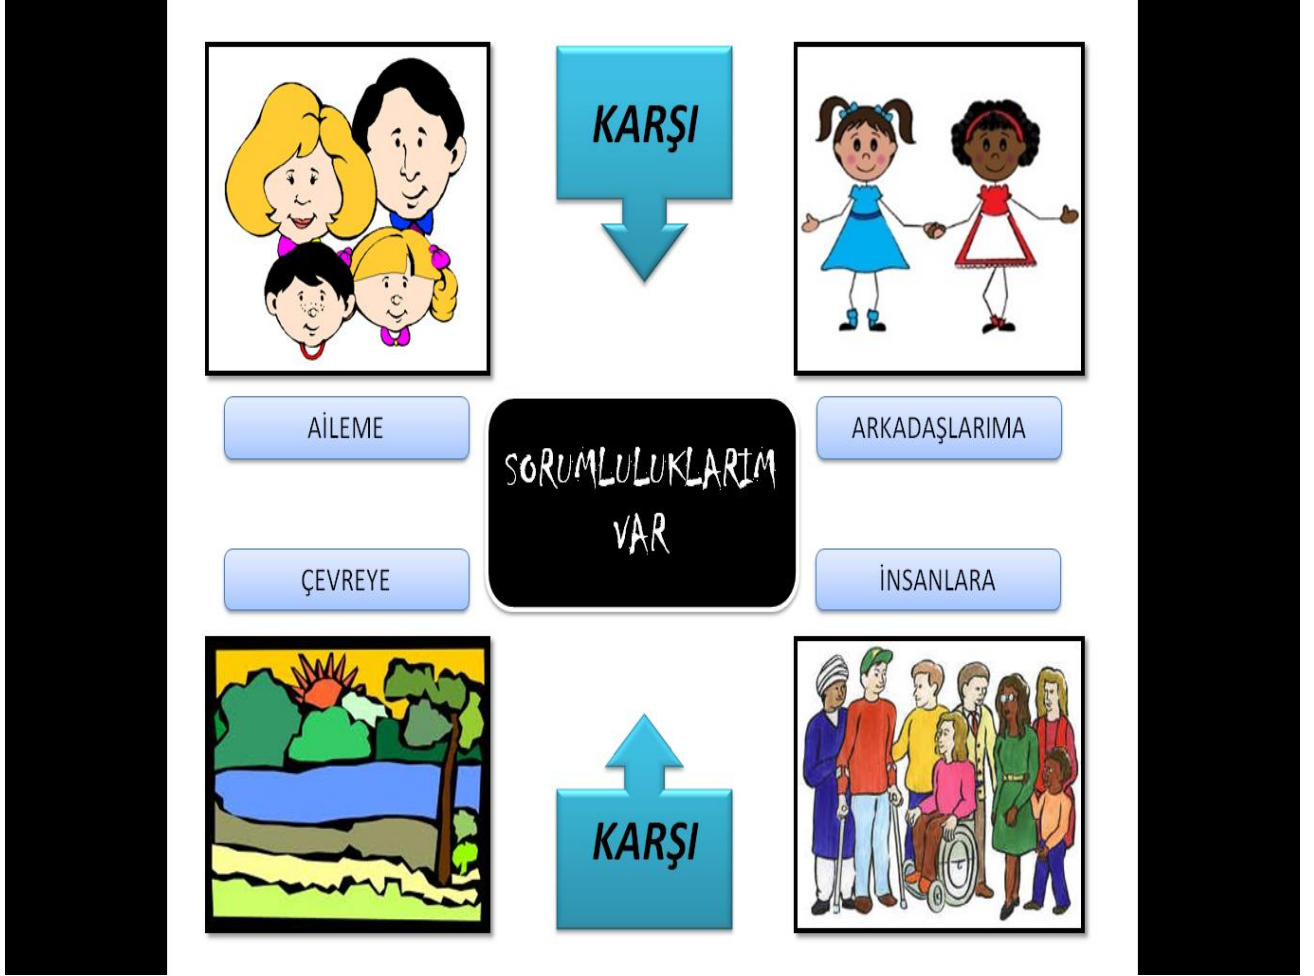 KARŞI
AİLEME
ARKADAŞLARIMA
SORUMLULUKLARIM
VAR
ÇEVREYE
İNSANLARA
KARŞI